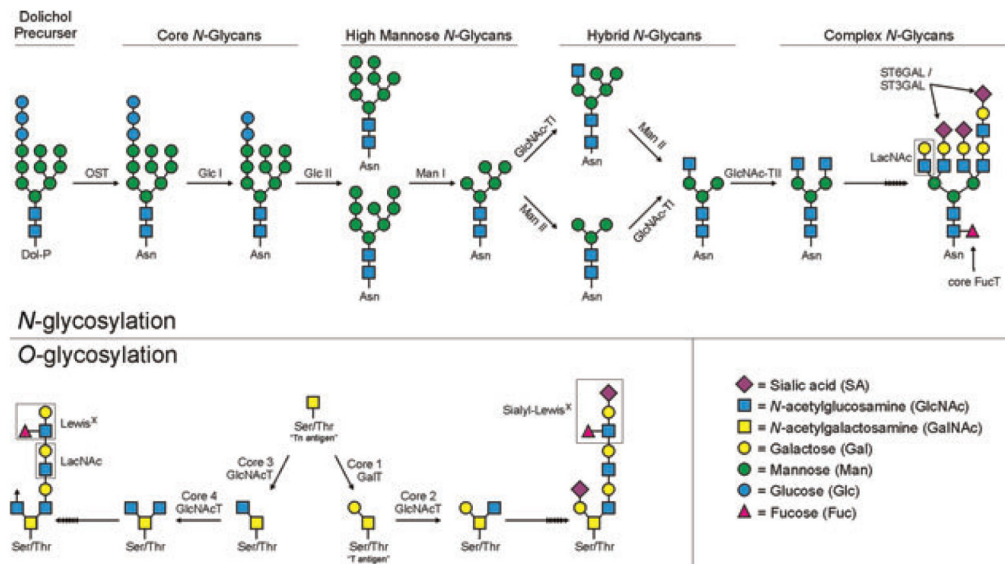 Dolichol
Precurser
Core N-Glycans
High Mannose N-Glycans
Hybrid N-Glycans
Complex N-Glycans
OST
Glc I
Glc II
Man I
GlcNAc-TI
Man II
Man II
GlcNAc-TI
GlcNAc-TII
ST6GAL /
ST3GAL
LacNAc
Dol-P
Asn
Asn
Asn
Asn
Asn
Asn
Asn
Asn
Asn
Asn
core FucT
N-glycosylation
O-glycosylation
Lewisˣ
LacNAc
Ser/Thr
Core 4
GlcNAcT
Ser/Thr
Core 3
GlcNAcT
Ser/Thr
Ser/Thr
"Tn antigen"
Core 1
GalT
Ser/Thr
"T antigen"
Core 2
GlcNAcT
Ser/Thr
Sialyl-Lewisˣ
Ser/Thr
= Sialic acid (SA)
= N-acetylglucosamine (GlcNAc)
= N-acetylgalactosamine (GalNAc)
= Galactose (Gal)
= Mannose (Man)
= Glucose (Glc)
= Fucose (Fuc)